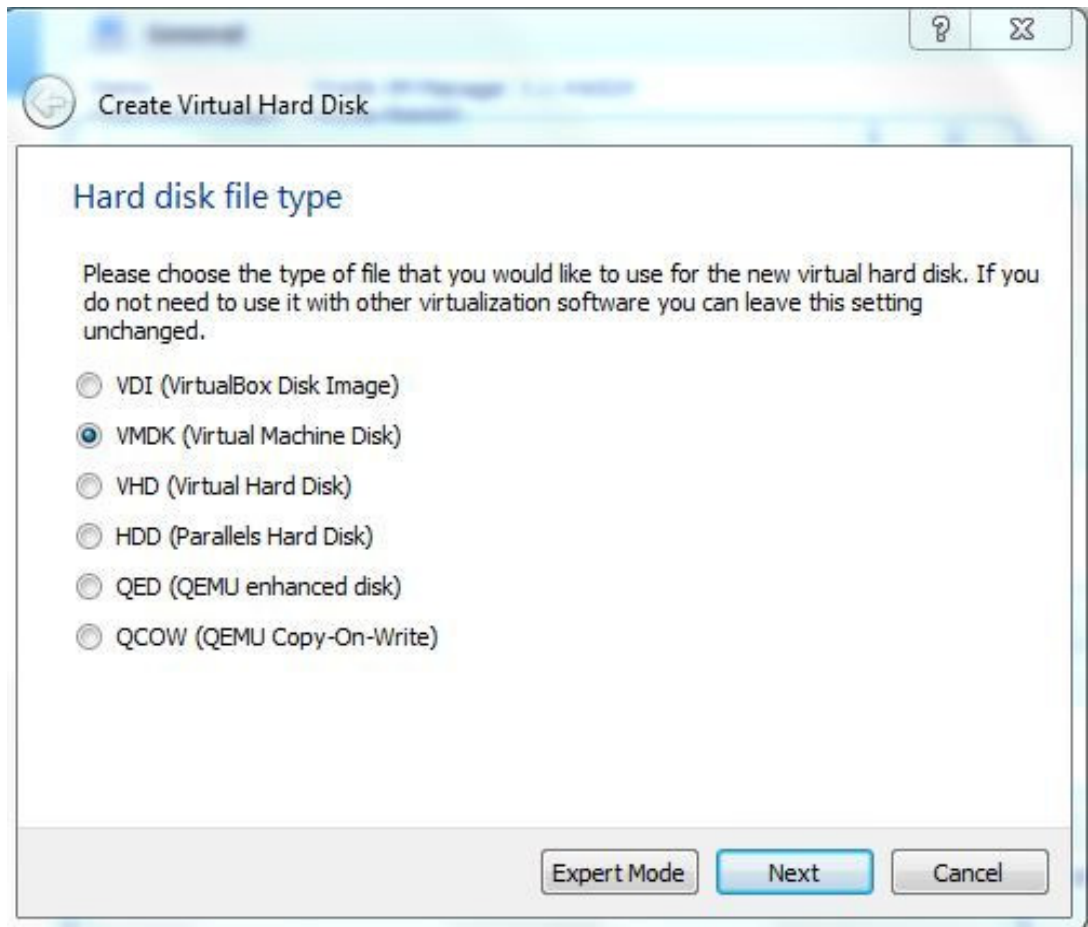 General
Create Virtual Hard Disk
Hard disk file type
Please choose the type of file that you would like to use for the new virtual hard disk. If you
do not need to use it with other virtualization software you can leave this setting
unchanged.
VDI (VirtualBox Disk Image)
VMDK (Virtual Machine Disk)
VHD (Virtual Hard Disk)
HDD (Parallels Hard Disk)
QED (QEMU enhanced disk)
QCOW (QEMU Copy-On-Write)
Expert Mode
Next
Cancel